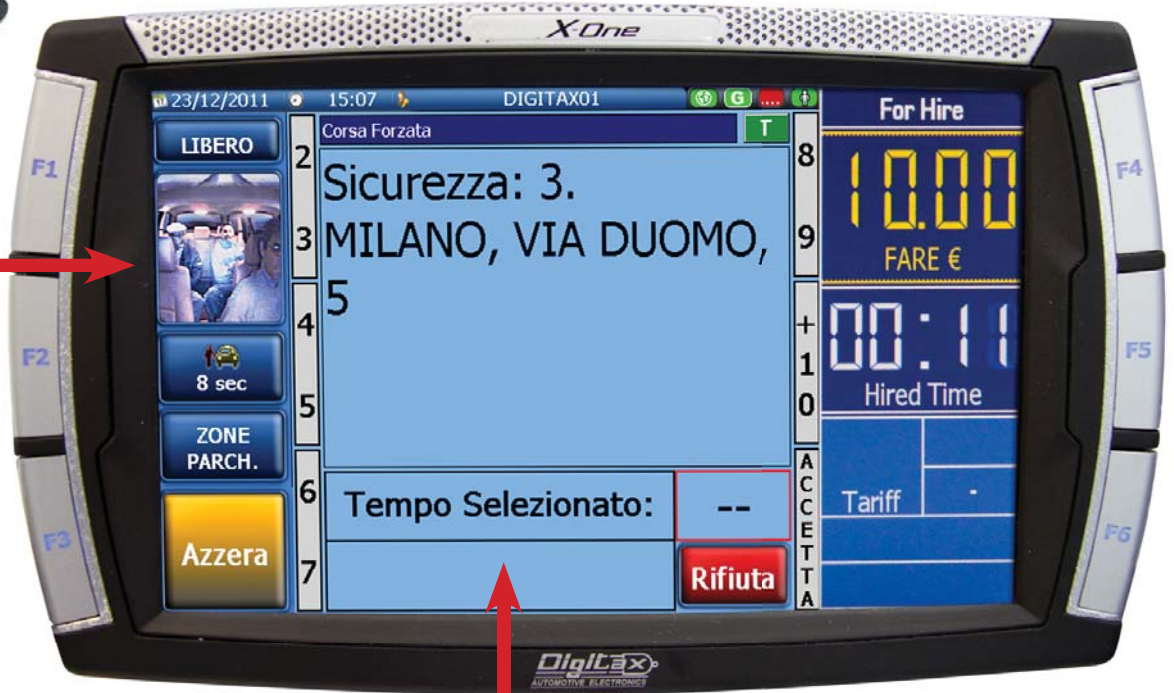 X-One
F1
F2
F3
23/12/2011 15:07 DIGITAX01 G ....
LIBERO
8 sec
ZONE
PARCH.
Azzera
2
3
4
5
6
7
Corsa Forzata T
Sicurezza: 3.
MILANO, VIA DUOMO,
5
Tempo Selezionato: --
Rifiuta
8
9
+
1
0
A
C
C
E
T
T
A
For Hire
10.00
FARE €
00:11
Hired Time
Tariff -
F4
F5
F6
Digitax
AUTOMOTIVE ELECTRONICS